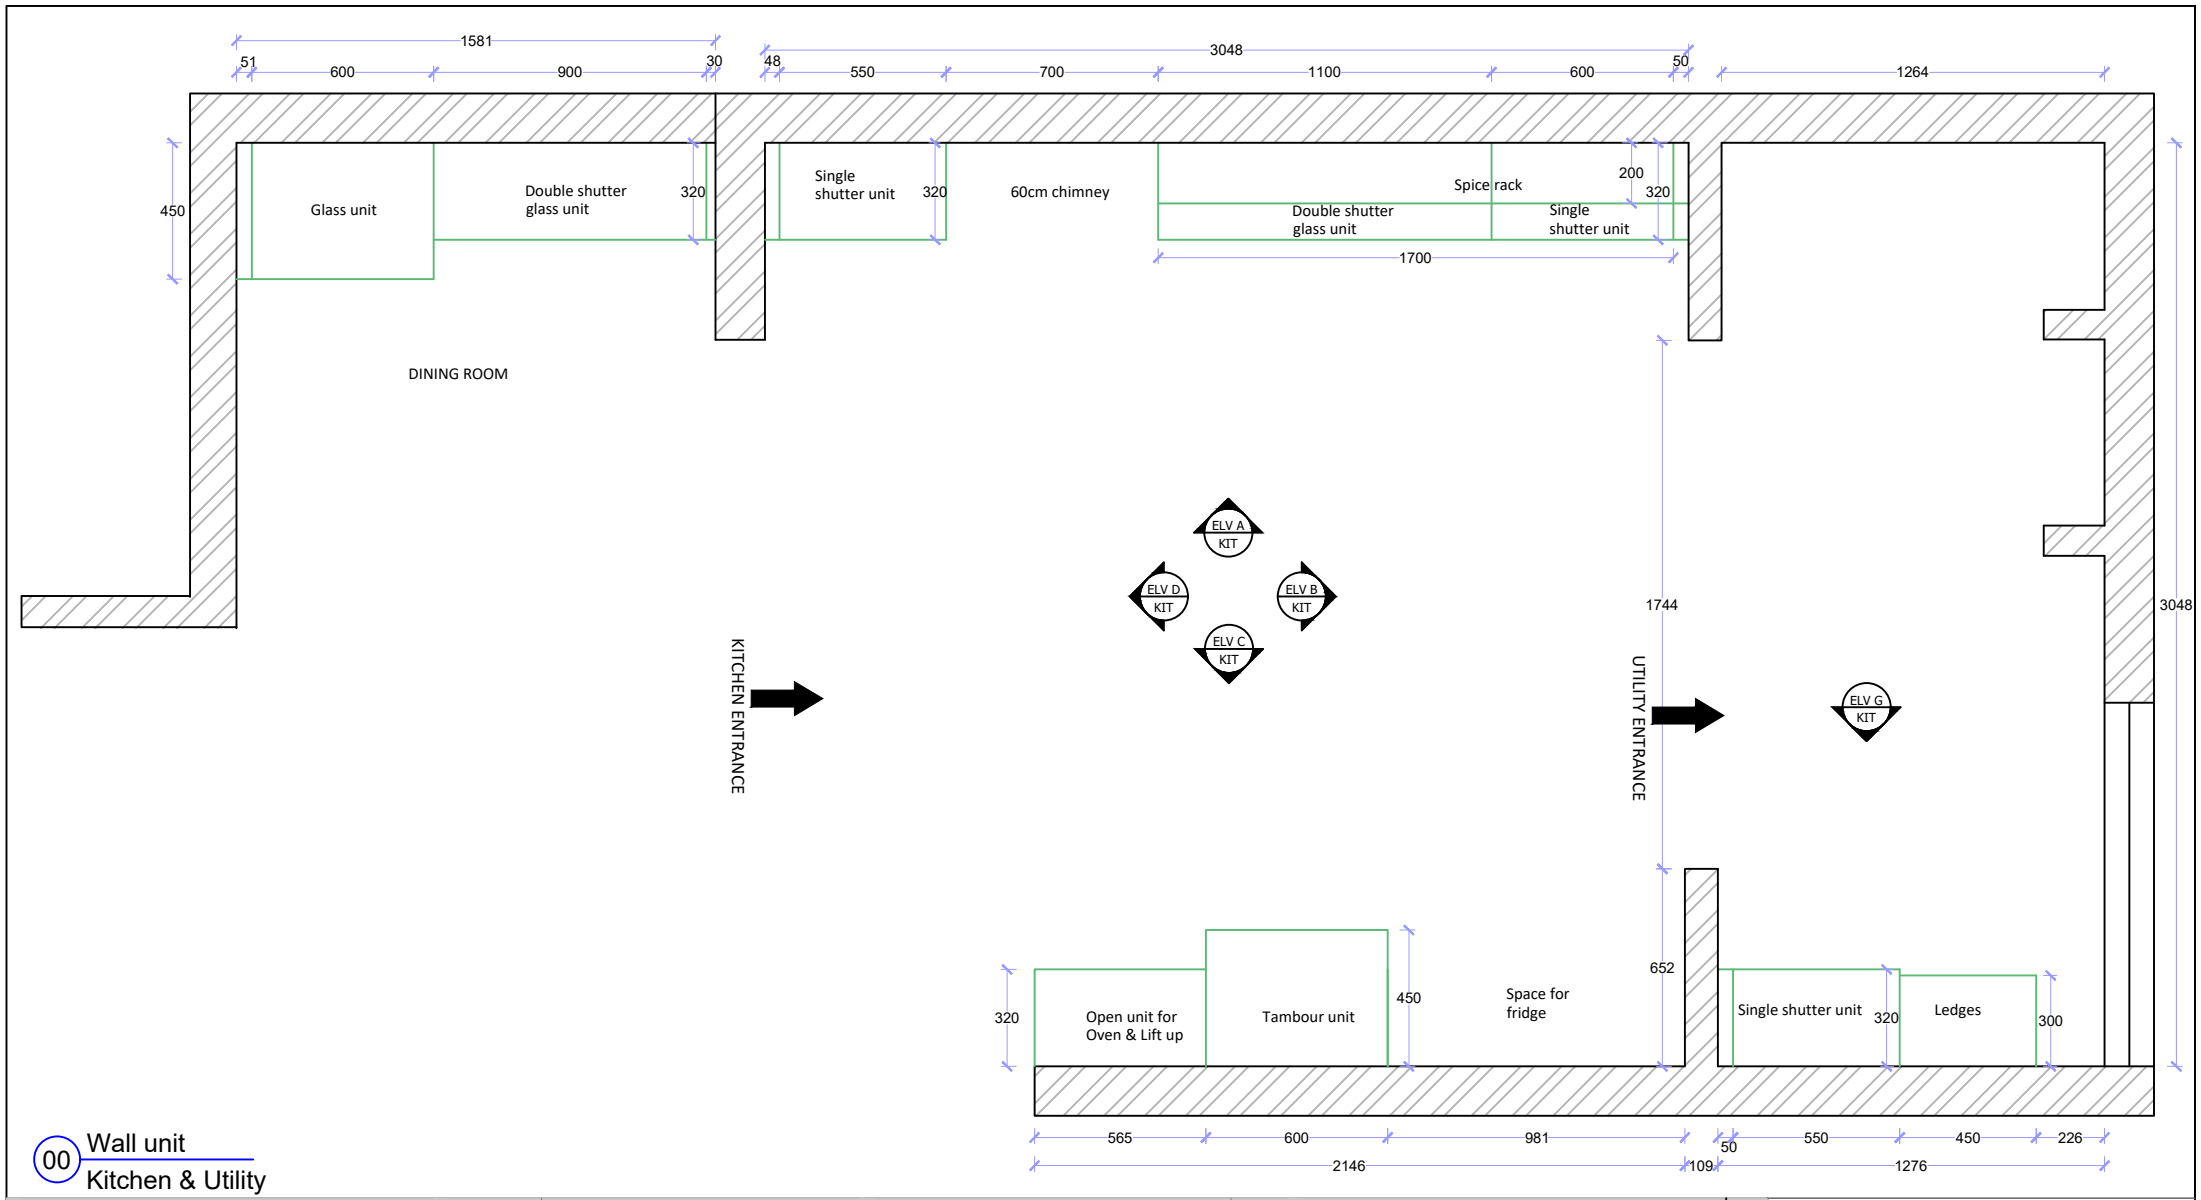 1581
3048
51
600
900
30
48
550
700
1100
600
50
1264
450
Glass unit
Double shutter
glass unit
320
Single
shutter unit
320
60cm chimney
Spice rack
200
320
Double shutter
glass unit
Single
shutter unit
1700
DINING ROOM
ELV A
KIT
ELV D
KIT
ELV B
KIT
ELV C
KIT
KITCHEN ENTRANCE
1744
UTILITY ENTRANCE
ELV G
KIT
3048
320
Open unit for
Oven & Lift up
Tambour unit
450
Space for
fridge
652
Single shutter unit
320
Ledges
300
565
600
981
50
550
450
226
2146
109
1276
00
Wall unit
Kitchen & Utility